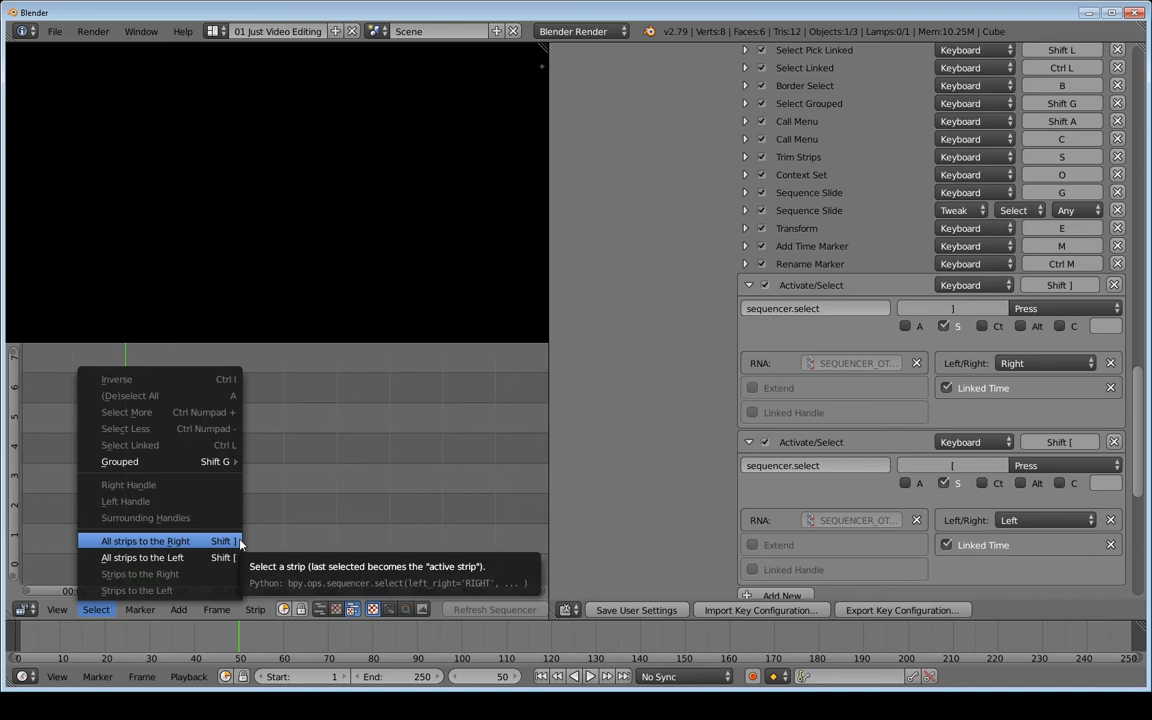 Blender
File Render Window Help 01 Just Video Editing Scene Blender Render v2.79 | Verts:8 | Faces:6 | Tris:12 | Objects:1/3 | Lamps:0/1 | Mem:10.25M | Cube
Select Pick Linked Keyboard Shift L
Select Linked Keyboard Ctrl L
Border Select Keyboard B
Select Grouped Keyboard Shift G
Call Menu Keyboard Shift A
Call Menu Keyboard C
Trim Strips Keyboard S
Context Set Keyboard O
Sequence Slide Keyboard G
Sequence Slide Tweak Select Any
Transform Keyboard E
Add Time Marker Keyboard M
Rename Marker Keyboard Ctrl M
Activate/Select Keyboard Shift ]
sequencer.select ] Press
A S Ct Alt C
RNA: SEQUENCER_OT... Left/Right: Right
Extend Linked Time
Linked Handle
Activate/Select Keyboard Shift [
sequencer.select [ Press
A S Ct Alt C
RNA: SEQUENCER_OT... Left/Right: Left
Extend Linked Time
Linked Handle
Add New
7
6
5
4
3
2
1
0
Inverse Ctrl I
(De)select All A
Select More Ctrl Numpad +
Select Less Ctrl Numpad -
Select Linked Ctrl L
Grouped Shift G
Right Handle
Left Handle
Surrounding Handles
All strips to the Right Shift ]
All strips to the Left Shift [
Strips to the Right
Strips to the Left
Select a strip (last selected becomes the "active strip").
Python: bpy.ops.sequencer.select(left_right='RIGHT', ... )
View Select Marker Add Frame Strip Refresh Sequencer Save User Settings Import Key Configuration... Export Key Configuration...
0 10 20 30 40 50 60 70 80 90 100 110 120 130 140 150 160 170 180 190 200 210 220 230 240 250
View Marker Frame Playback Start: 1 End: 250 50 No Sync